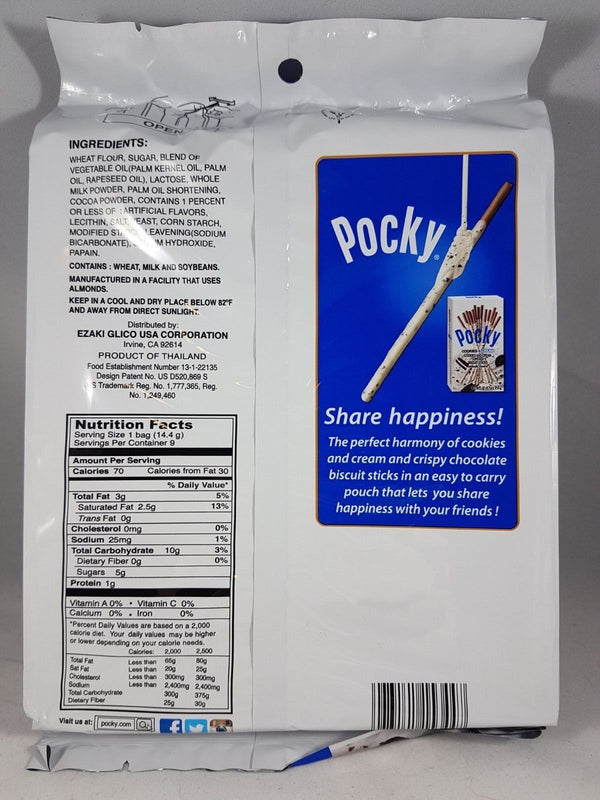 OPEN
INGREDIENTS:
WHEAT FLOUR, SUGAR, BLEND OF
VEGETABLE OIL(PALM KERNEL OIL, PALM
OIL, RAPESEED OIL), LACTOSE, WHOLE
MILK POWDER, PALM OIL SHORTENING,
COCOA POWDER, CONTAINS 1 PERCENT
OR LESS OF : ARTIFICIAL FLAVORS,
LECITHIN, SALT, YEAST, CORN STARCH,
MODIFIED LEAVENING(SODIUM
BICARBONATE), HYDROXIDE,
PAPAIN.
CONTAINS : WHEAT, MILK AND SOYBEANS.
MANUFACTURED IN A FACILITY THAT USES
ALMONDS.
KEEP IN A COOL AND DRY PLACE BELOW 82°F
AND AWAY FROM DIRECT SUNLIGHT.
Distributed by:
EZAKI GLICO USA CORPORATION
Irvine, CA 92614
PRODUCT OF THAILAND
Food Establishment Number 13-1-22135
Design Patent No. US D520,869 S
US Trademark Reg. No. 1,777,365, Reg.
No. 1,249,460
Nutrition Facts
Serving Size 1 bag (14.4 g)
Servings Per Container 9
Amount Per Serving
Calories 70 Calories from Fat 30
% Daily Value*
Total Fat 3g 5%
Saturated Fat 2.5g 13%
Trans Fat 0g
Cholesterol 0mg 0%
Sodium 25mg 1%
Total Carbohydrate 10g 3%
Dietary Fiber 0g 0%
Sugars 5g
Protein 1g
Vitamin A 0% • Vitamin C 0%
Calcium 0% • Iron 0%
*Percent Daily Values are based on a 2,000
calorie diet. Your daily values may be higher
or lower depending on your calorie needs.
Calories: 2,000 2,500
Total Fat Less than 65g 80g
Sat Fat Less than 20g 25g
Cholesterol Less than 300mg 300mg
Sodium Less than 2,400mg 2,400mg
Total Carbohydrate 300g 375g
Dietary Fiber 25g 30g
Visit us at: pocky.com
Pocky
Pocky
Share happiness!
The perfect harmony of cookies
and cream and crispy chocolate
biscuit sticks in an easy to carry
pouch that lets you share
happiness with your friends !